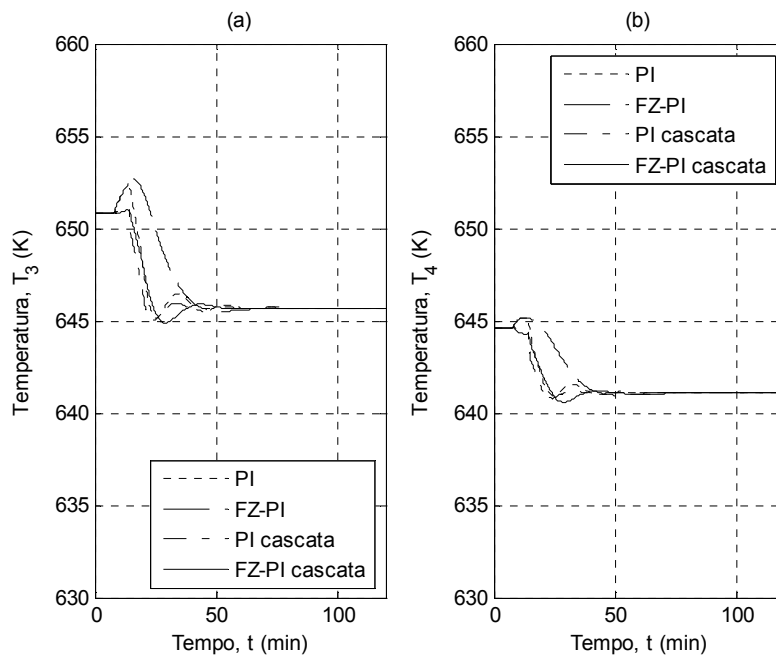 (a)
660
655
650
645
640
635
630
0
50
100
Temperatura, T3 (K)
Tempo, t (min)
PI
FZ-PI
PI cascata
FZ-PI cascata
(b)
660
655
650
645
640
635
630
0
50
100
Temperatura, T4 (K)
Tempo, t (min)
PI
FZ-PI
PI cascata
FZ-PI cascata